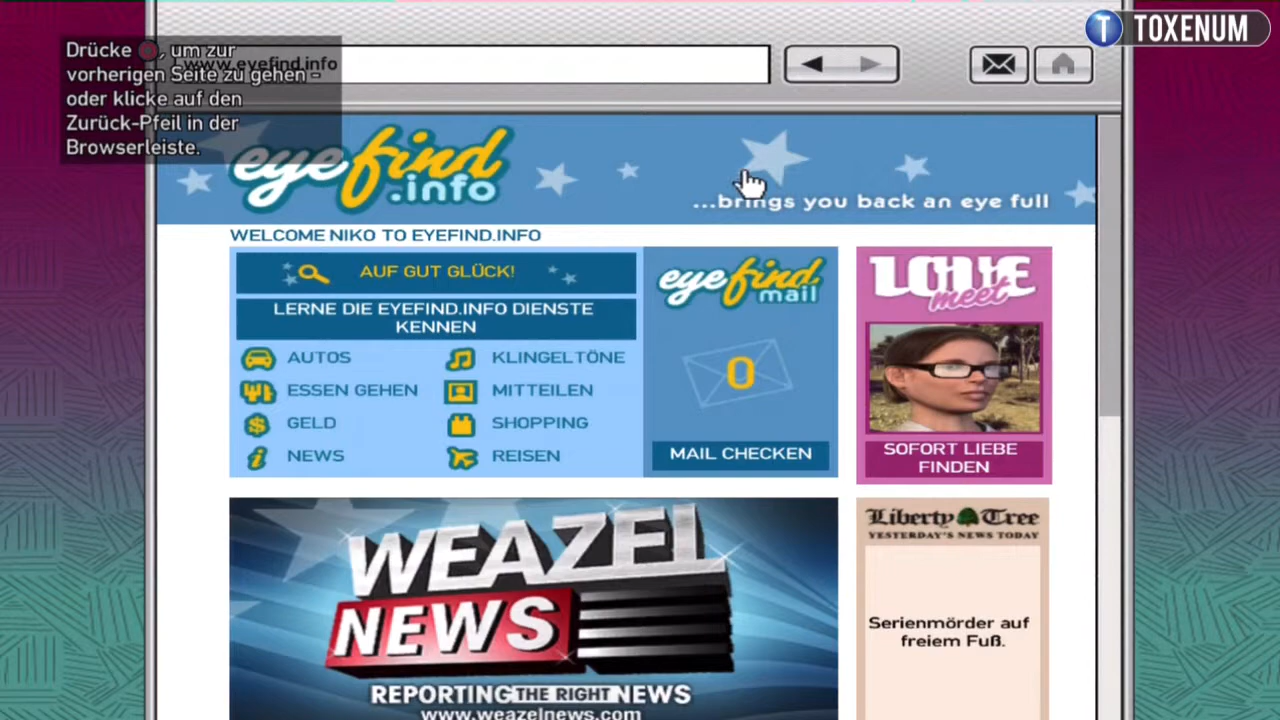 TOXENUM
Drücke , um zur
vorherigen Seite zu gehen -
oder klicke auf den
Zurück-Pfeil in der
Browserleiste.
www.eyefind.info
eyefind
.info
...brings you back an eye full
WELCOME NIKO TO EYEFIND.INFO
AUF GUT GLÜCK!
LERNE DIE EYEFIND.INFO DIENSTE
KENNEN
AUTOS
KLINGELTÖNE
ESSEN GEHEN
MITTEILEN
GELD
SHOPPING
NEWS
REISEN
eyefind
mail
0
MAIL CHECKEN
LOVE
meet
SOFORT LIEBE
FINDEN
WEAZEL
NEWS
REPORTING THE RIGHT NEWS
www.weazelnews.com
Liberty Tree
YESTERDAY'S NEWS TODAY
Serienmörder auf
freiem Fuß.